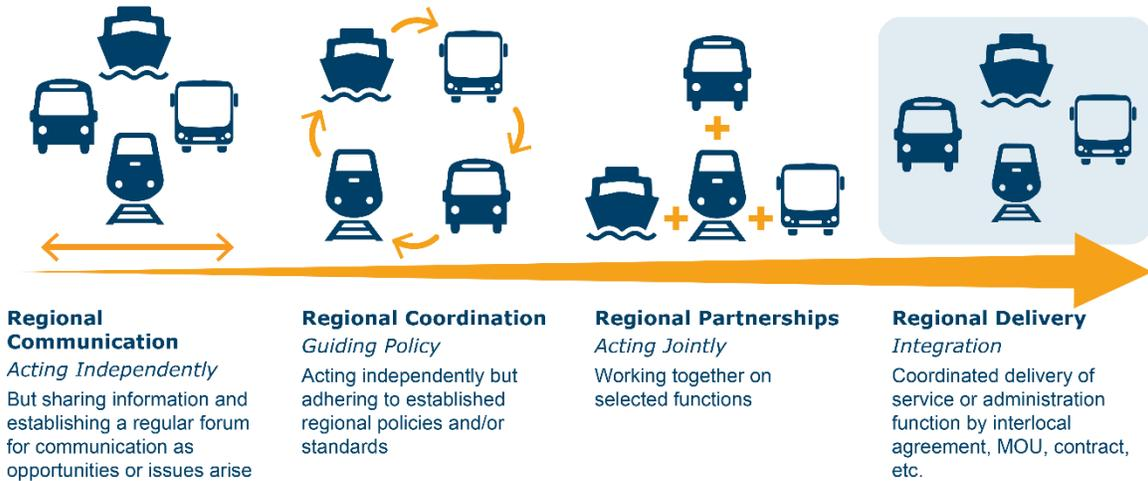 Regional
Communication
Acting Independently
But sharing information and
establishing a regular forum
for communication as
opportunities or issues arise
Regional Coordination
Guiding Policy
Acting independently but
adhering to established
regional policies and/or
standards
Regional Partnerships
Acting Jointly
Working together on
selected functions
Regional Delivery
Integration
Coordinated delivery of
service or administration
function by interlocal
agreement, MOU, contract,
etc.